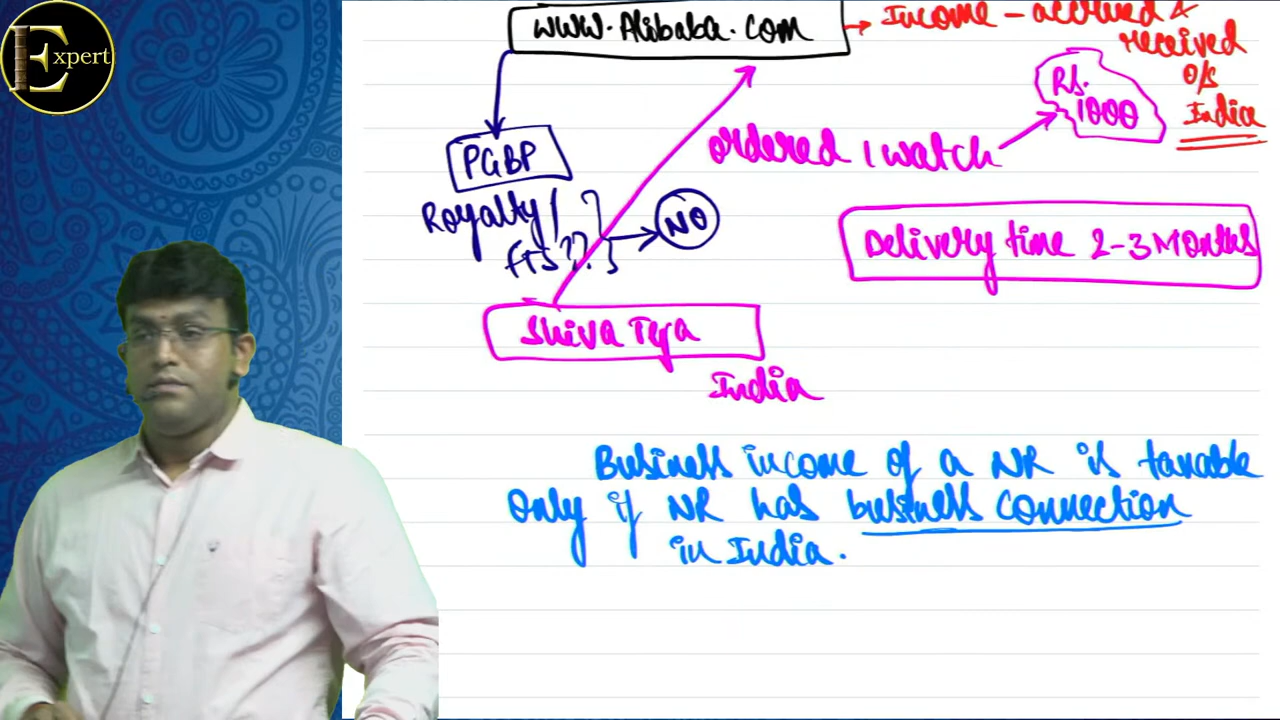 Expert
www.Alibaba.com
Income - accrued &
received
o/s
India
Rs.
1000
ordered 1 watch
PGBP
Royalty /
FTS??
NO
Delivery time 2-3 Months
Shiva Teja
India
Business income of a NR is taxable
only if NR has business connection
in India.